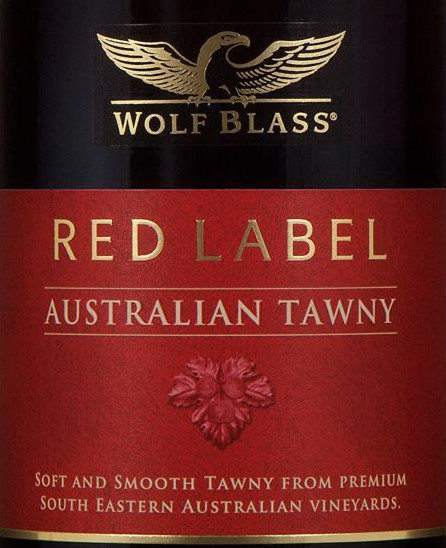 WOLF BLASS®
RED LABEL
AUSTRALIAN TAWNY
SOFT AND SMOOTH TAWNY FROM PREMIUM
SOUTH EASTERN AUSTRALIAN VINEYARDS.